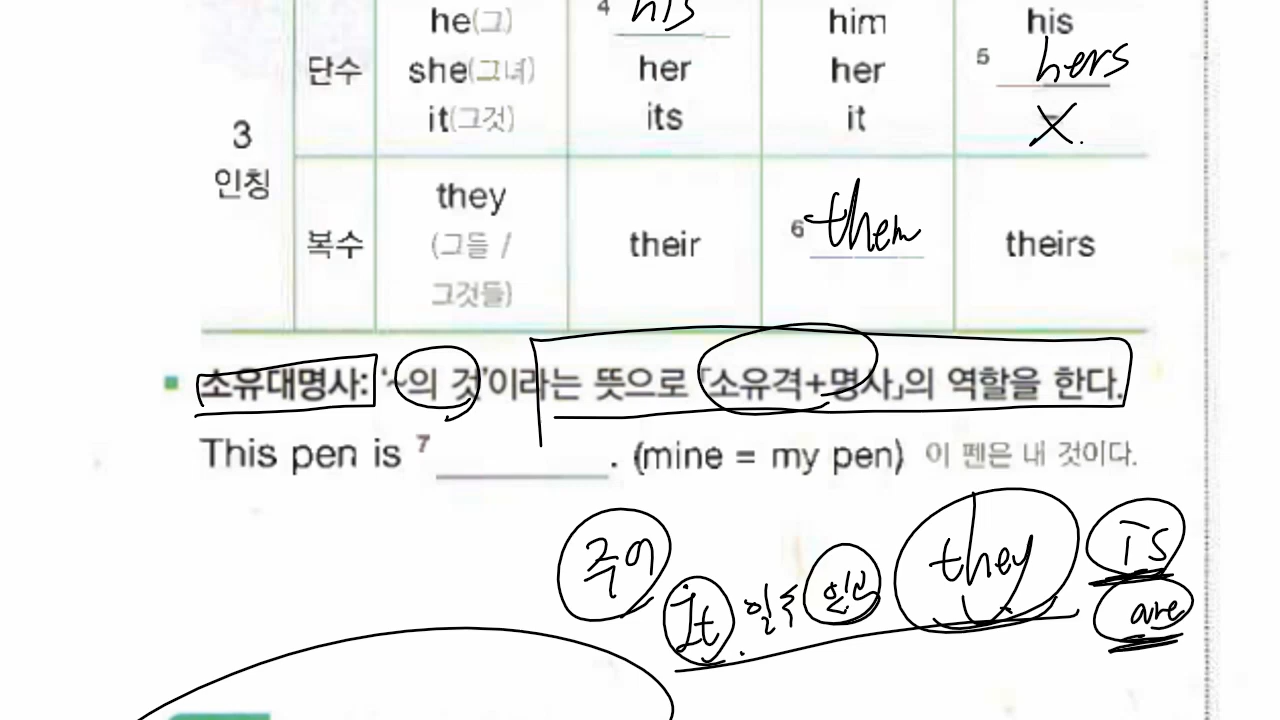 he(그) 4 his him his
단수 she(그녀) her her 5 hers
it(그것) its it X
3
인칭
they
복수 (그들 / their 6 them theirs
그것들)
소유대명사: '~의 것'이라는 뜻으로 「소유격+명사」의 역할을 한다.
This pen is 7 ________. (mine = my pen) 이 펜은 내 것이다.
주어 they is
It are